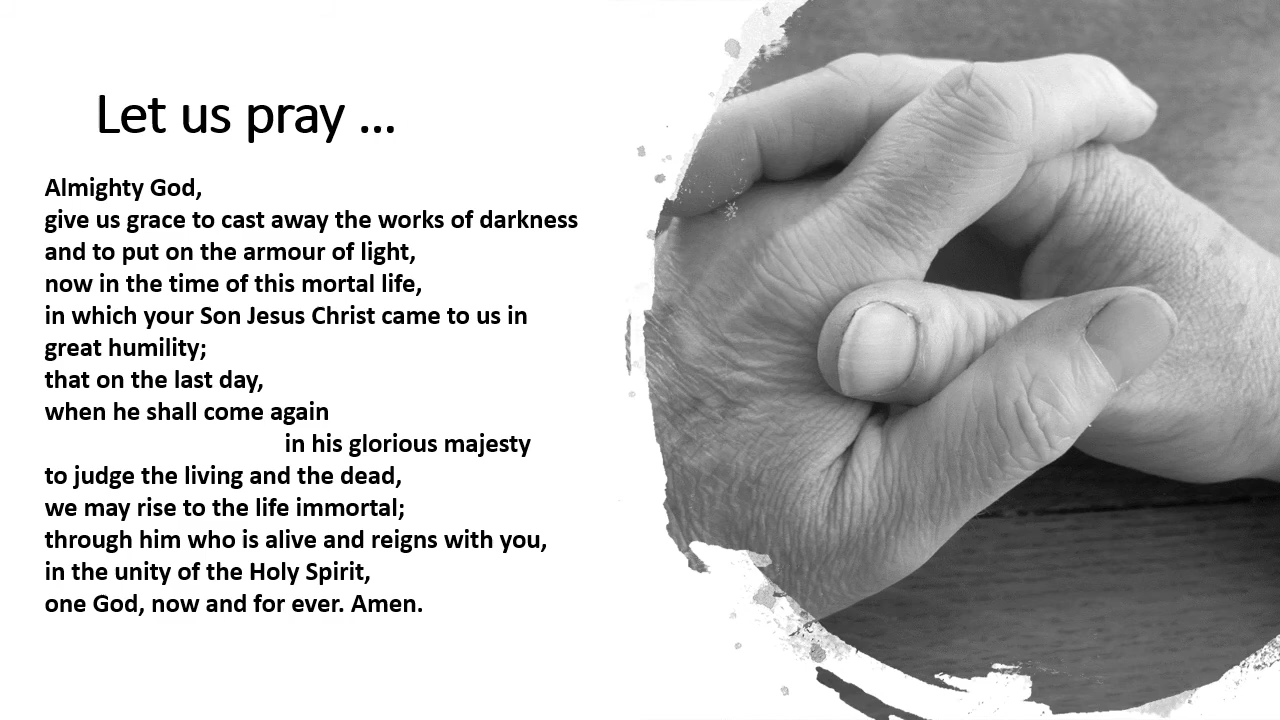 Let us pray ...
Almighty God,
give us grace to cast away the works of darkness
and to put on the armour of light,
now in the time of this mortal life,
in which your Son Jesus Christ came to us in
great humility;
that on the last day,
when he shall come again
in his glorious majesty
to judge the living and the dead,
we may rise to the life immortal;
through him who is alive and reigns with you,
in the unity of the Holy Spirit,
one God, now and for ever. Amen.